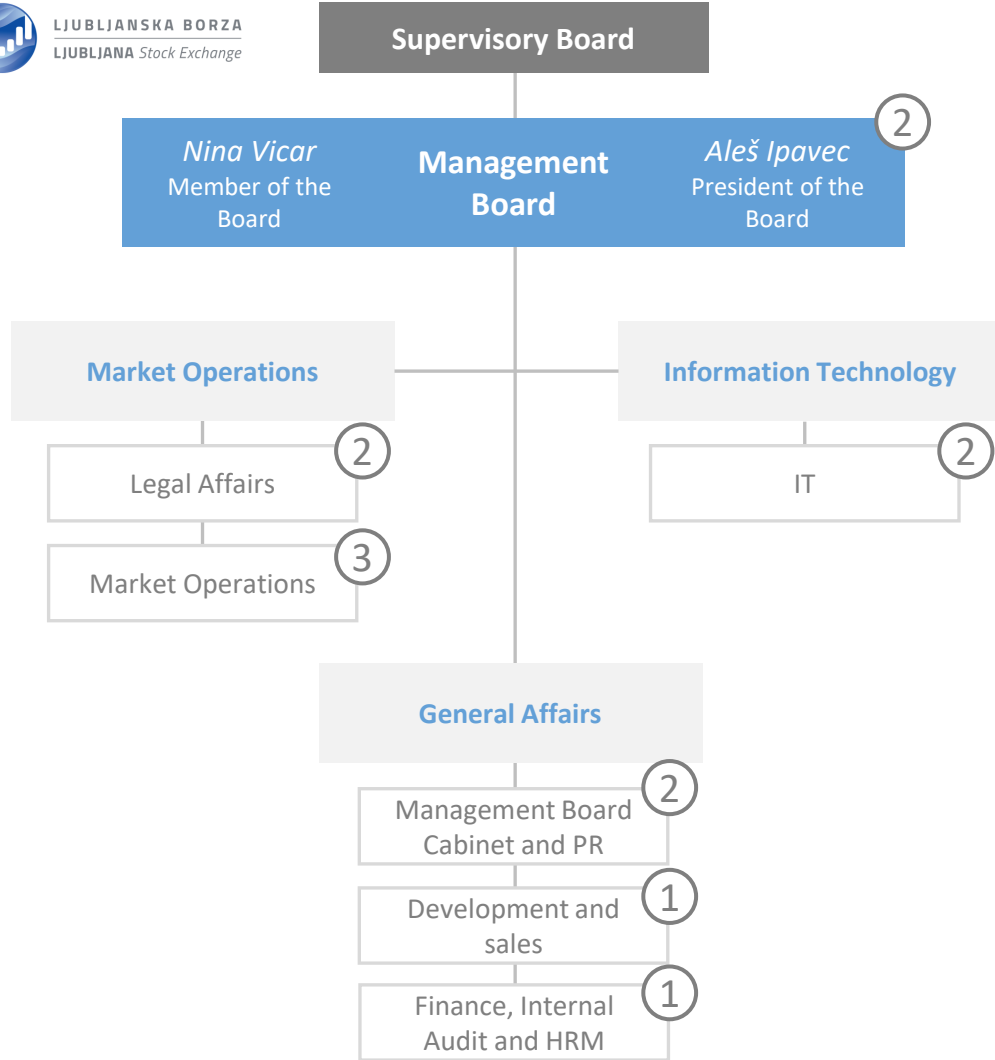 LJUBLJANSKA BORZA
LJUBLJANA Stock Exchange
Supervisory Board
2
Nina Vicar
Member of the
Board
Management
Board
Aleš Ipavec
President of the
Board
Market Operations
Information Technology
2
Legal Affairs
2
IT
3
Market Operations
General Affairs
2
Management Board
Cabinet and PR
1
Development and
sales
1
Finance, Internal
Audit and HRM